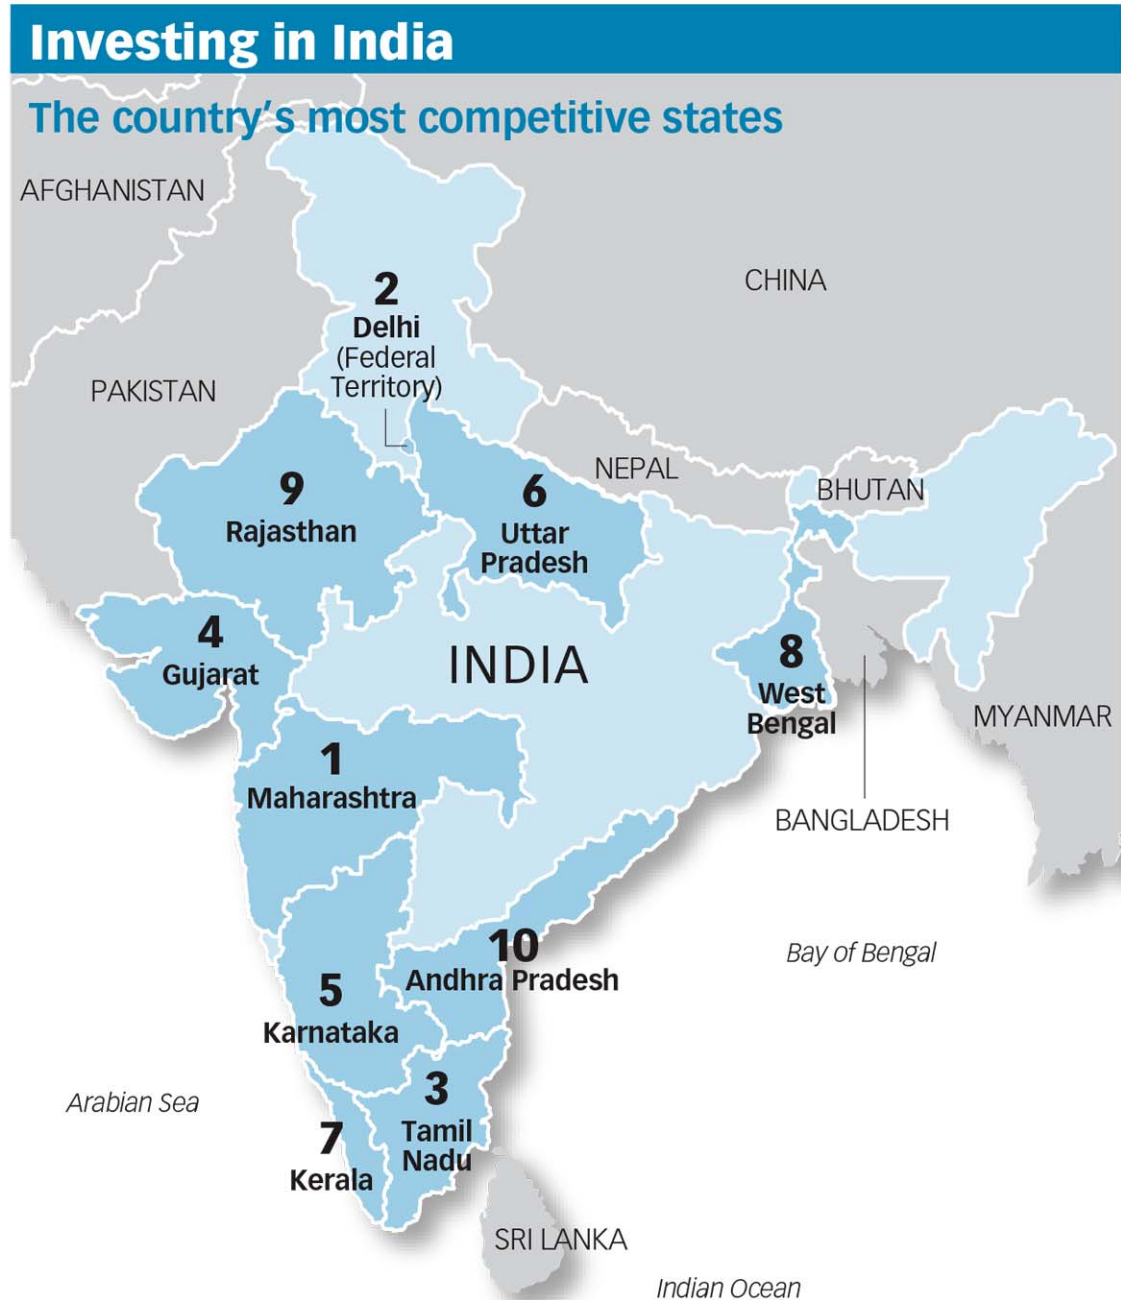 Investing in India
The country's most competitive states
AFGHANISTAN
CHINA
2
Delhi
(Federal
Territory)
PAKISTAN
NEPAL
BHUTAN
9
Rajasthan
6
Uttar
Pradesh
4
Gujarat
INDIA
8
West
Bengal
MYANMAR
1
Maharashtra
BANGLADESH
10
Andhra Pradesh
Bay of Bengal
5
Karnataka
Arabian Sea
3
Tamil
Nadu
7
Kerala
SRI LANKA
Indian Ocean